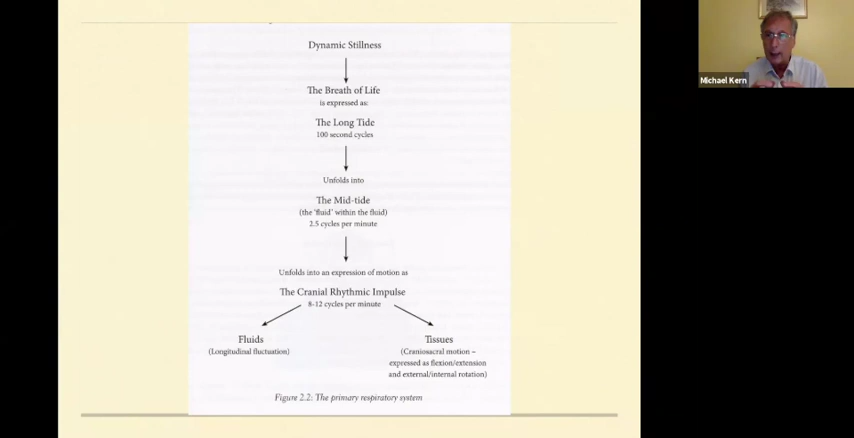 Dynamic Stillness
The Breath of Life
is expressed as:
The Long Tide
100 second cycles
Unfolds into
The Mid-tide
(the 'fluid' within the fluid)
2.5 cycles per minute
Unfolds into an expression of motion as
The Cranial Rhythmic Impulse
8-12 cycles per minute
Fluids
(Longitudinal fluctuation)
Tissues
(Craniosacral motion –
expressed as flexion/extension
and external/internal rotation)
Figure 2.2: The primary respiratory system
Michael Kern